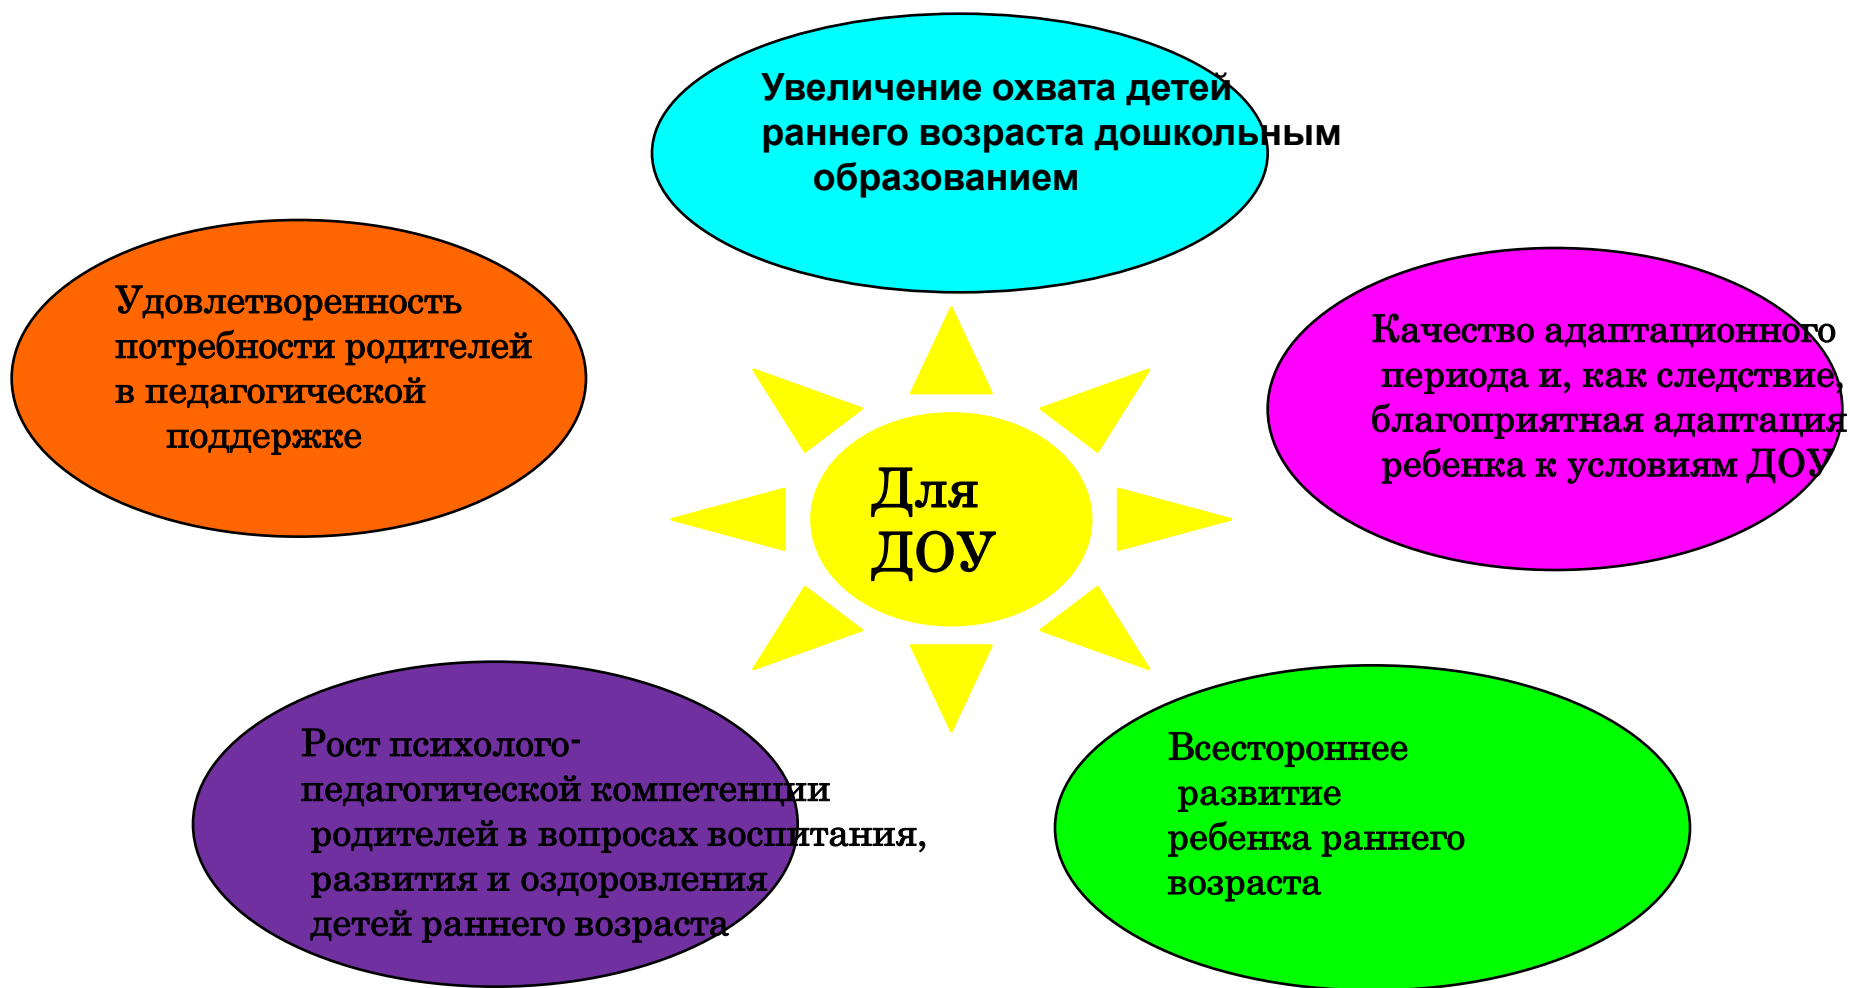 Увеличение охвата детей
раннего возраста дошкольным
образованием
Удовлетворенность
потребности родителей
в педагогической
поддержке
Качество адаптационного
периода и, как следствие,
благоприятная адаптация
ребенка к условиям ДОУ
Для
ДОУ
Рост психолого-
педагогической компетенции
родителей в вопросах воспитания,
развития и оздоровления
детей раннего возраста
Всестороннее
развитие
ребенка раннего
возраста